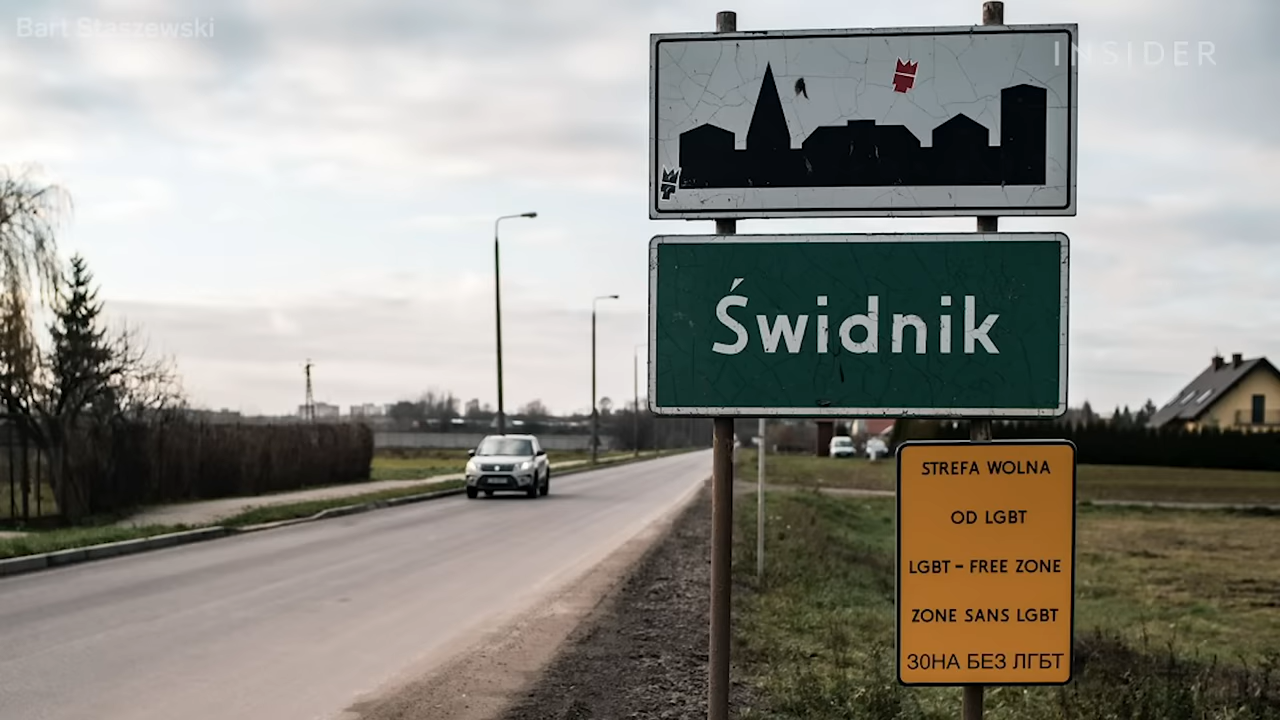 Bart Staszewski
INSIDER
Świdnik
STREFA WOLNA
OD LGBT
LGBT - FREE ZONE
ZONE SANS LGBT
ЗОНА БЕЗ ЛГБТ